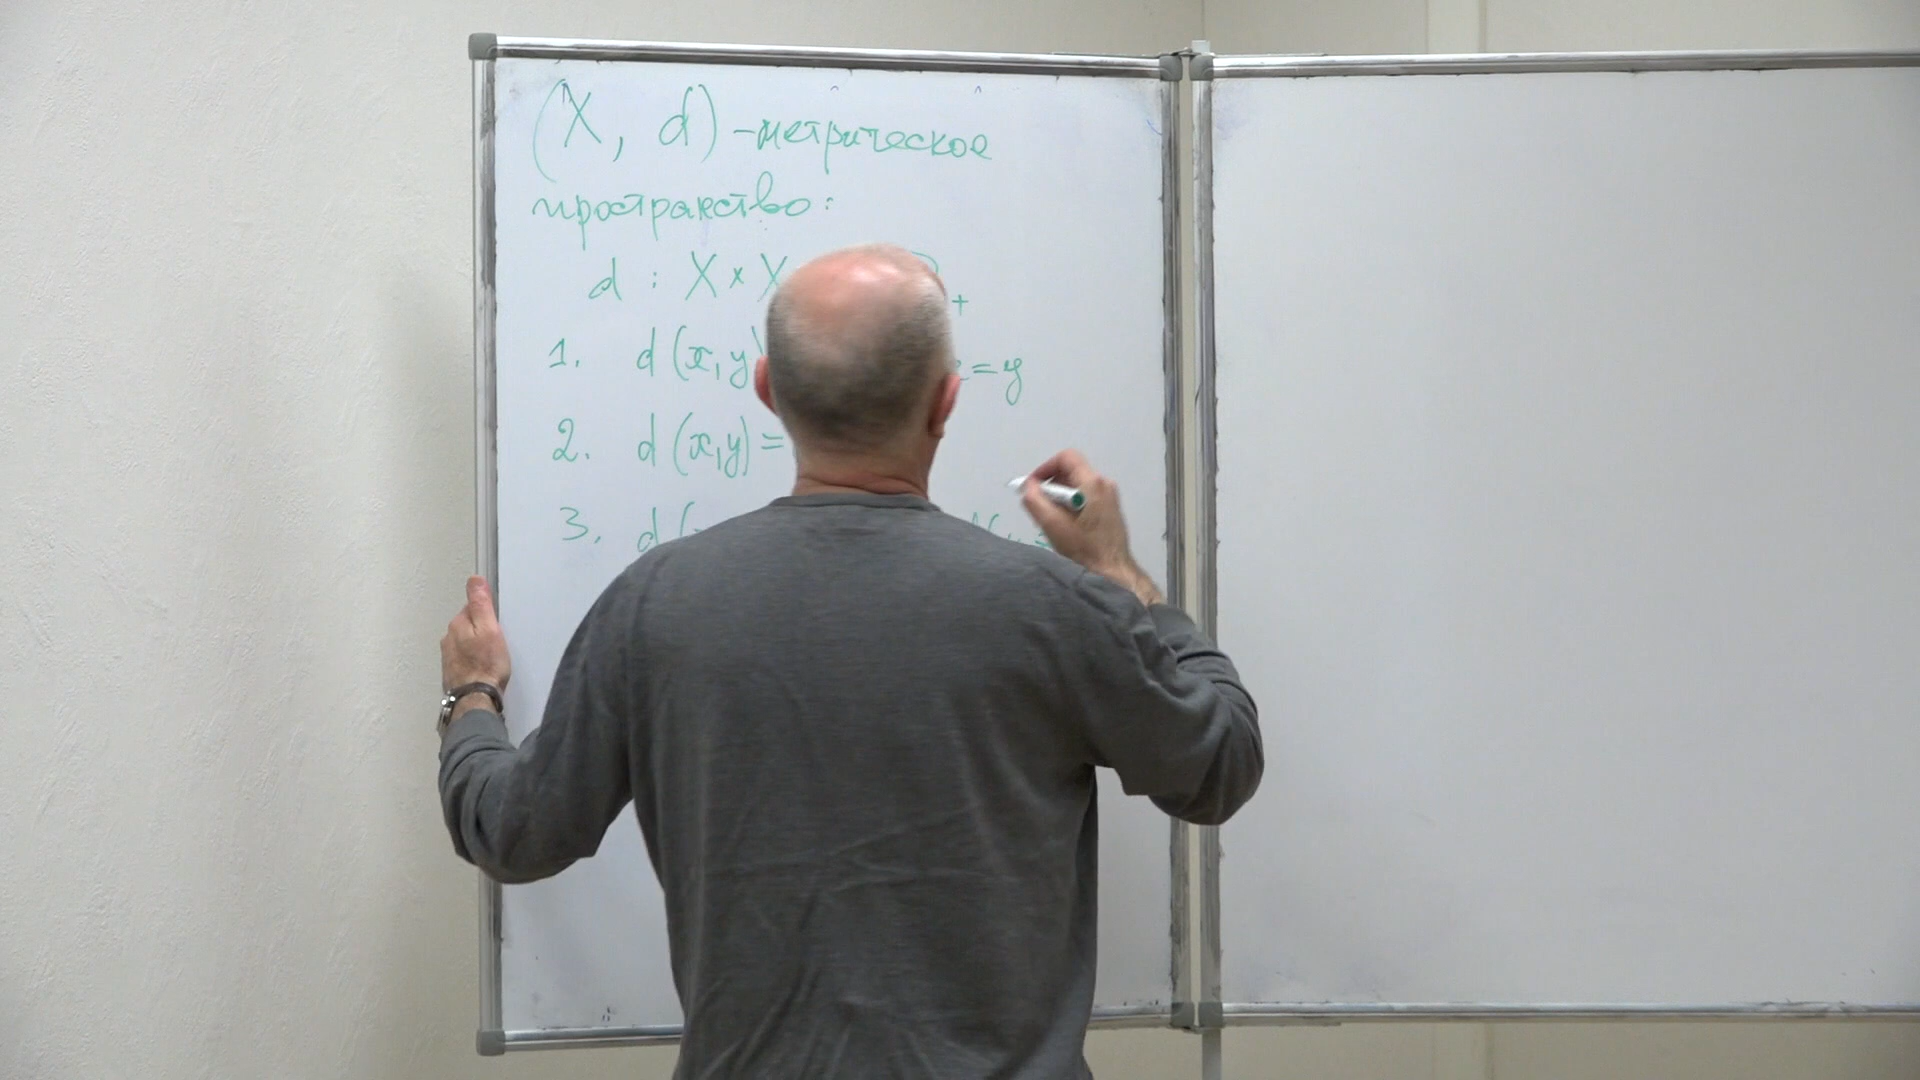 (X, d) - метрическое
пространство:
d : X × X +
1. d (x, y) = y
2. d (x, y) =
3. d (